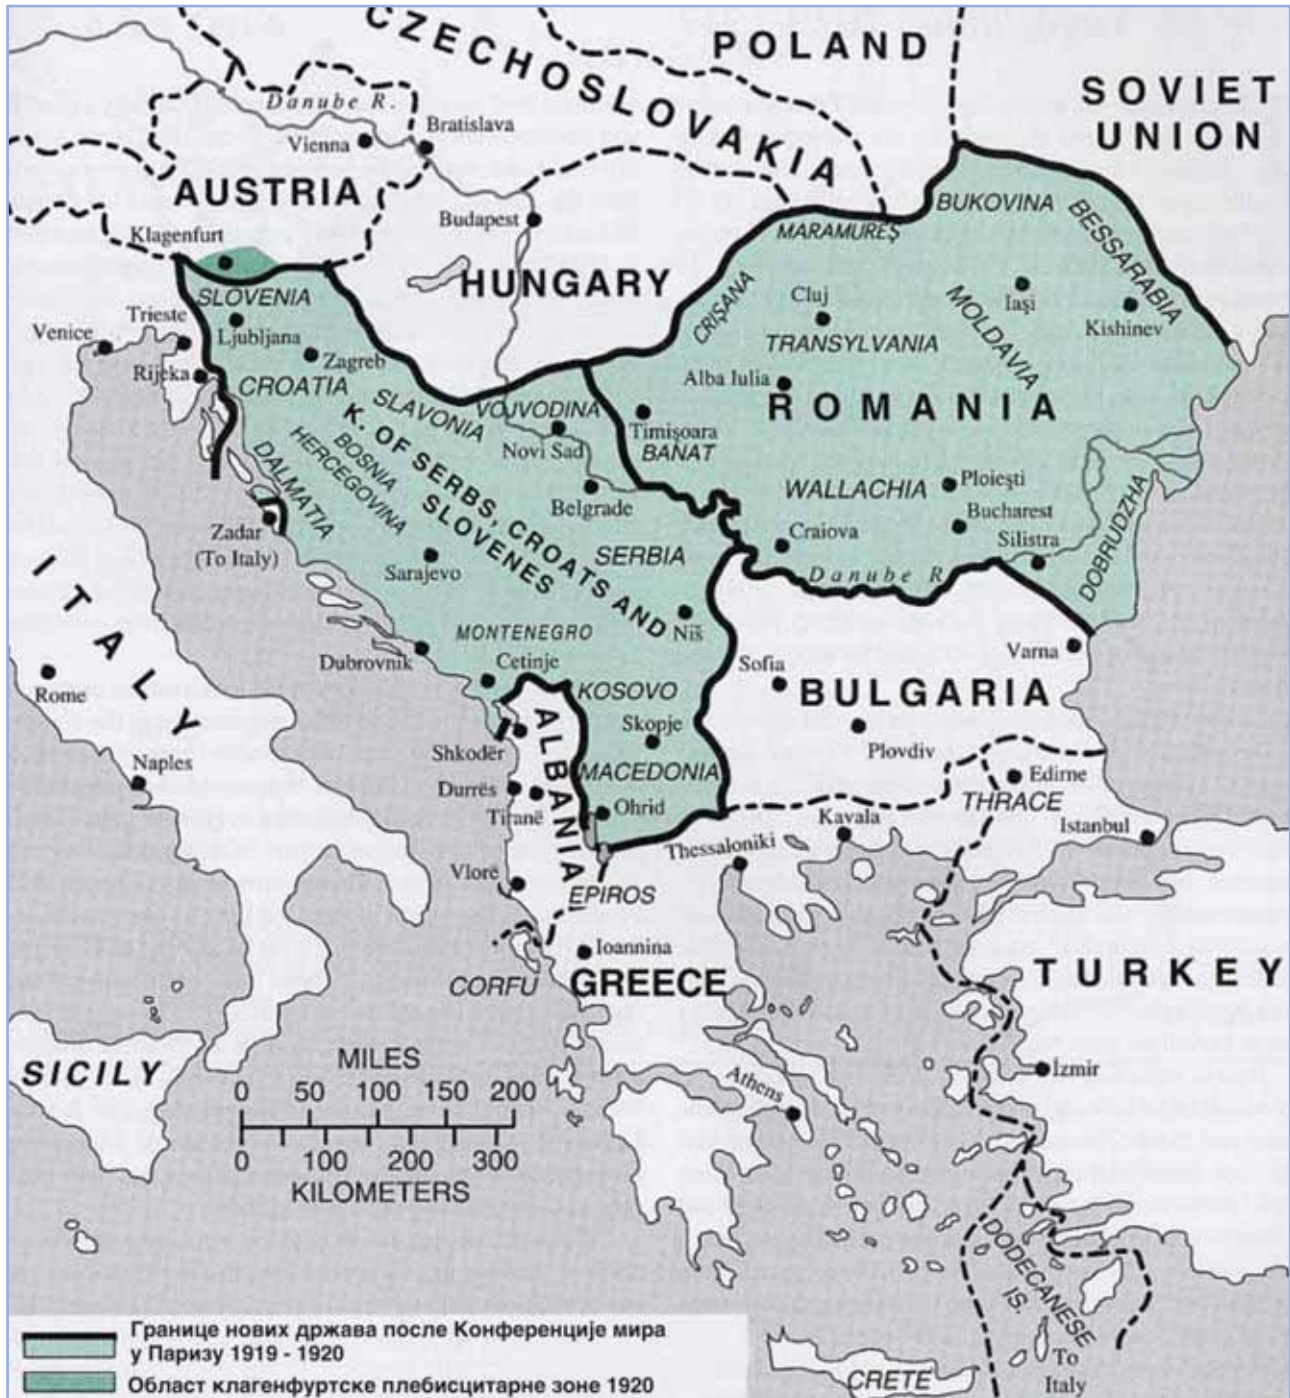 CZECHOSLOVAKIA
POLAND
SOVIET
UNION
Danube R.
Vienna
Bratislava
AUSTRIA
Klagenfurt
Budapest
HUNGARY
BUKOVINA
BESSARABIA
MARAMUREŞ
CRIŞANA
Cluj
TRANSYLVANIA
MOLDAVIA
Iaşi
Kishinev
SLOVENIA
Trieste
Venice
Ljubljana
Rijeka
Zagreb
CROATIA
SLAVONIA
VOJVODINA
Novi Sad
Alba Iulia
ROMANIA
Timişoara
BANAT
K. OF SERBS, CROATS AND
SLOVENES
BOSNIA
HERCEGOVINA
DALMATIA
Belgrade
WALLACHIA
Ploieşti
Bucharest
Silistra
DOBRUDZHA
Craiova
Danube R
Zadar
(To Italy)
Sarajevo
SERBIA
ITALY
MONTENEGRO
Niš
Dubrovnik
Cetinje
Sofia
Varna
Rome
KOSOVO
BULGARIA
Skopje
Plovdiv
Shkodër
ALBANIA
Naples
MACEDONIA
Durrës
Tiranë
Ohrid
Edirne
THRACE
Kavala
Istanbul
Thessaloniki
Vlorë
EPIROS
Ioannina
CORFU
GREECE
TURKEY
SICILY
MILES
0 50 100 150 200
0 100 200 300
KILOMETERS
Athens
İzmir
DODECANESE
IS.
To
Italy
CRETE
Границе нових држава после Конференције мира
у Паризу 1919 - 1920
Област клагенфуртске плебисцитарне зоне 1920